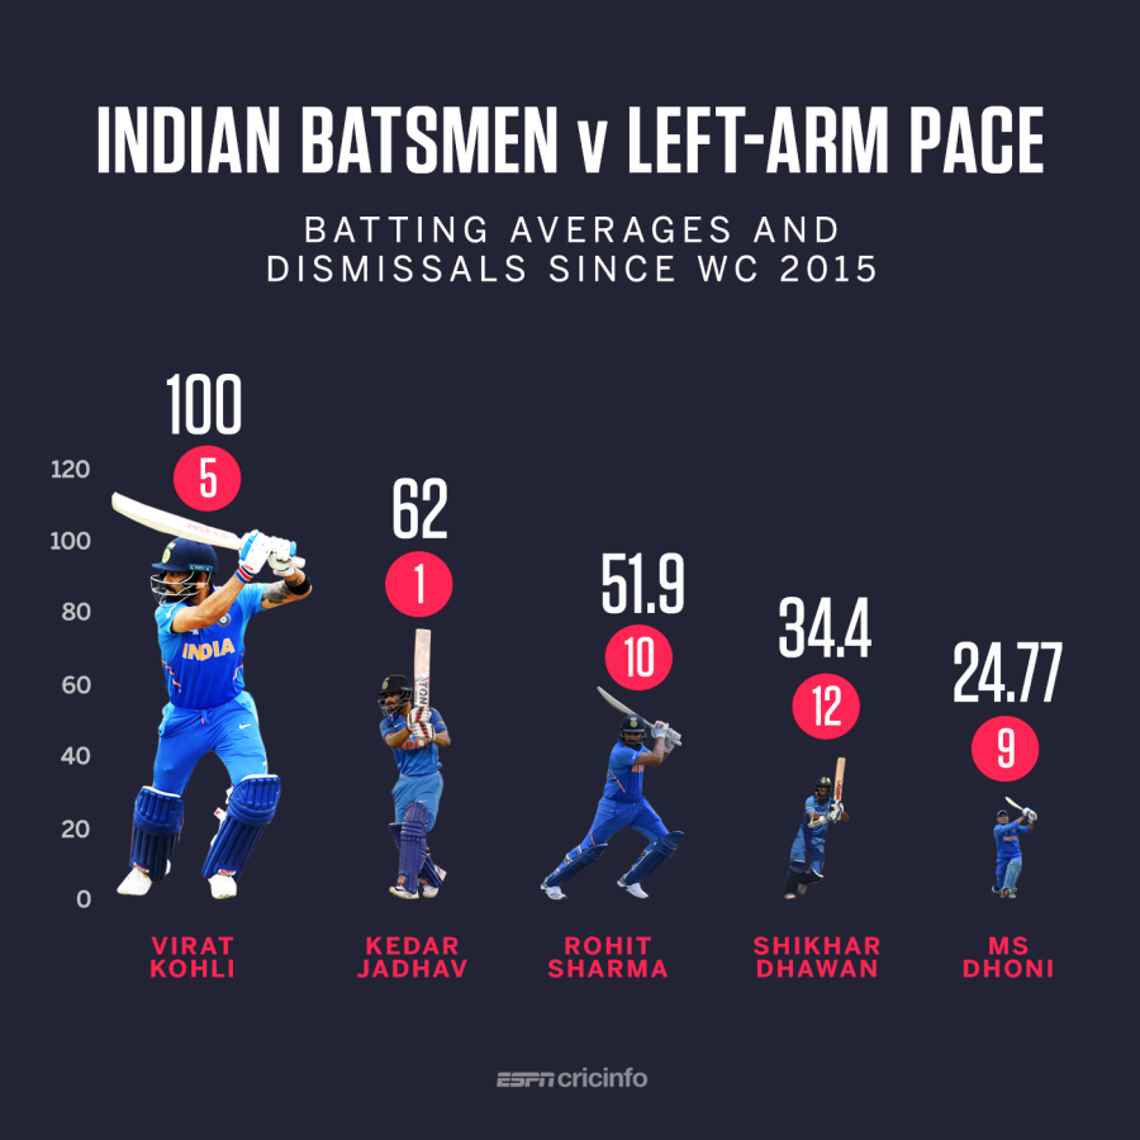 INDIAN BATSMEN v LEFT-ARM PACE
BATTING AVERAGES AND
DISMISSALS SINCE WC 2015
100
5
62
1
51.9
10
34.4
12
24.77
9
120
100
80
60
40
20
0
INDIA
VIRAT
KOHLI
KEDAR
JADHAV
ROHIT
SHARMA
SHIKHAR
DHAWAN
MS
DHONI
ESPN cricinfo